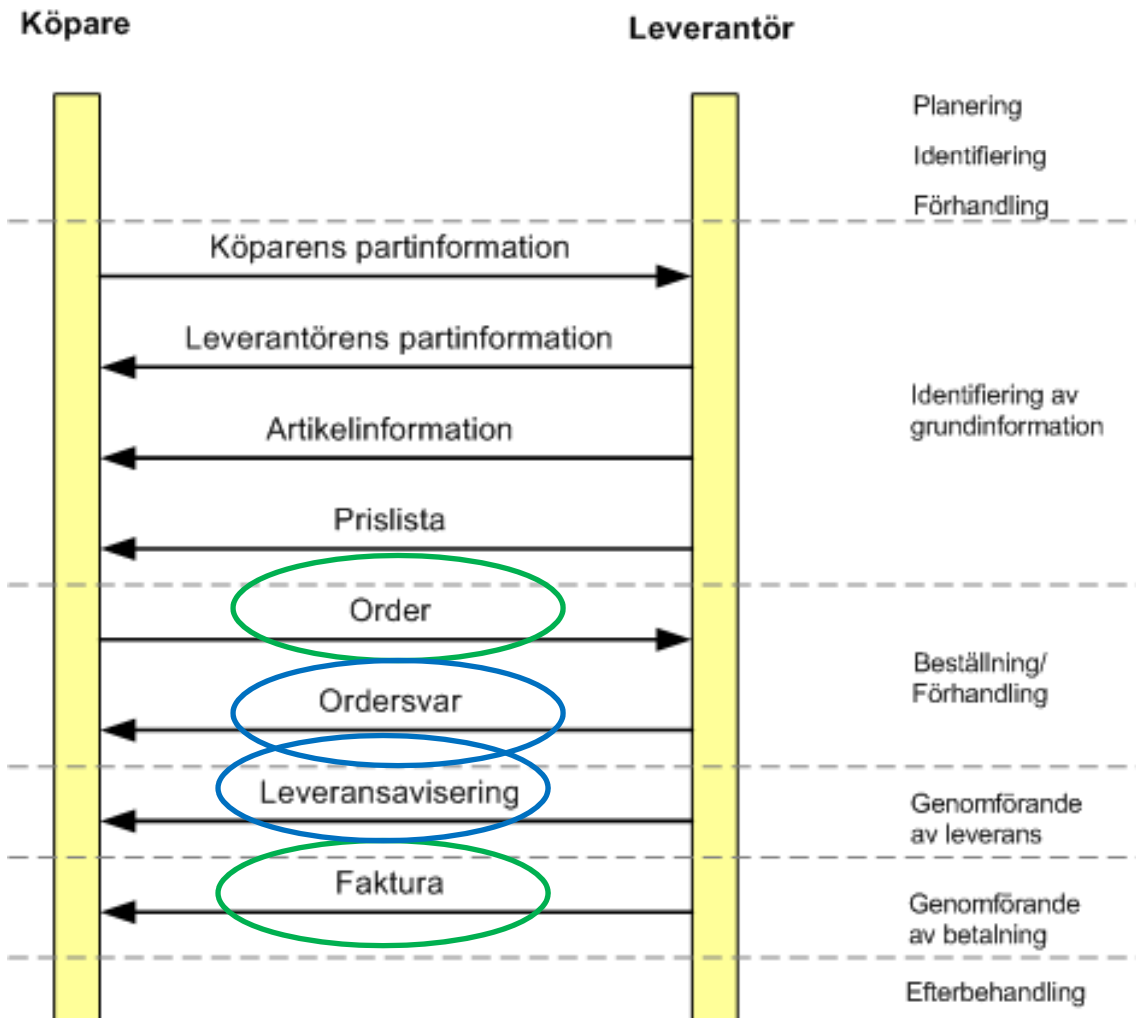 Köpare
Leverantör
Planering
Identifiering
Förhandling
Köparens partinformation
Leverantörens partinformation
Artikelinformation
Prislista
Identifiering av
grundinformation
Order
Ordersvar
Beställning/
Förhandling
Leveransavisering
Genomförande
av leverans
Faktura
Genomförande
av betalning
Efterbehandling